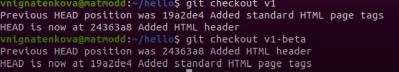 vnignatenkova@matmodd:~/hello$ git checkout v1
Previous HEAD position was 19a2de4 Added standard HTML page tags
HEAD is now at 24363a8 Added HTML header
vnignatenkova@matmodd:~/hello$ git checkout v1-beta
Previous HEAD position was 24363a8 Added HTML header
HEAD is now at 19a2de4 Added standard HTML page tags